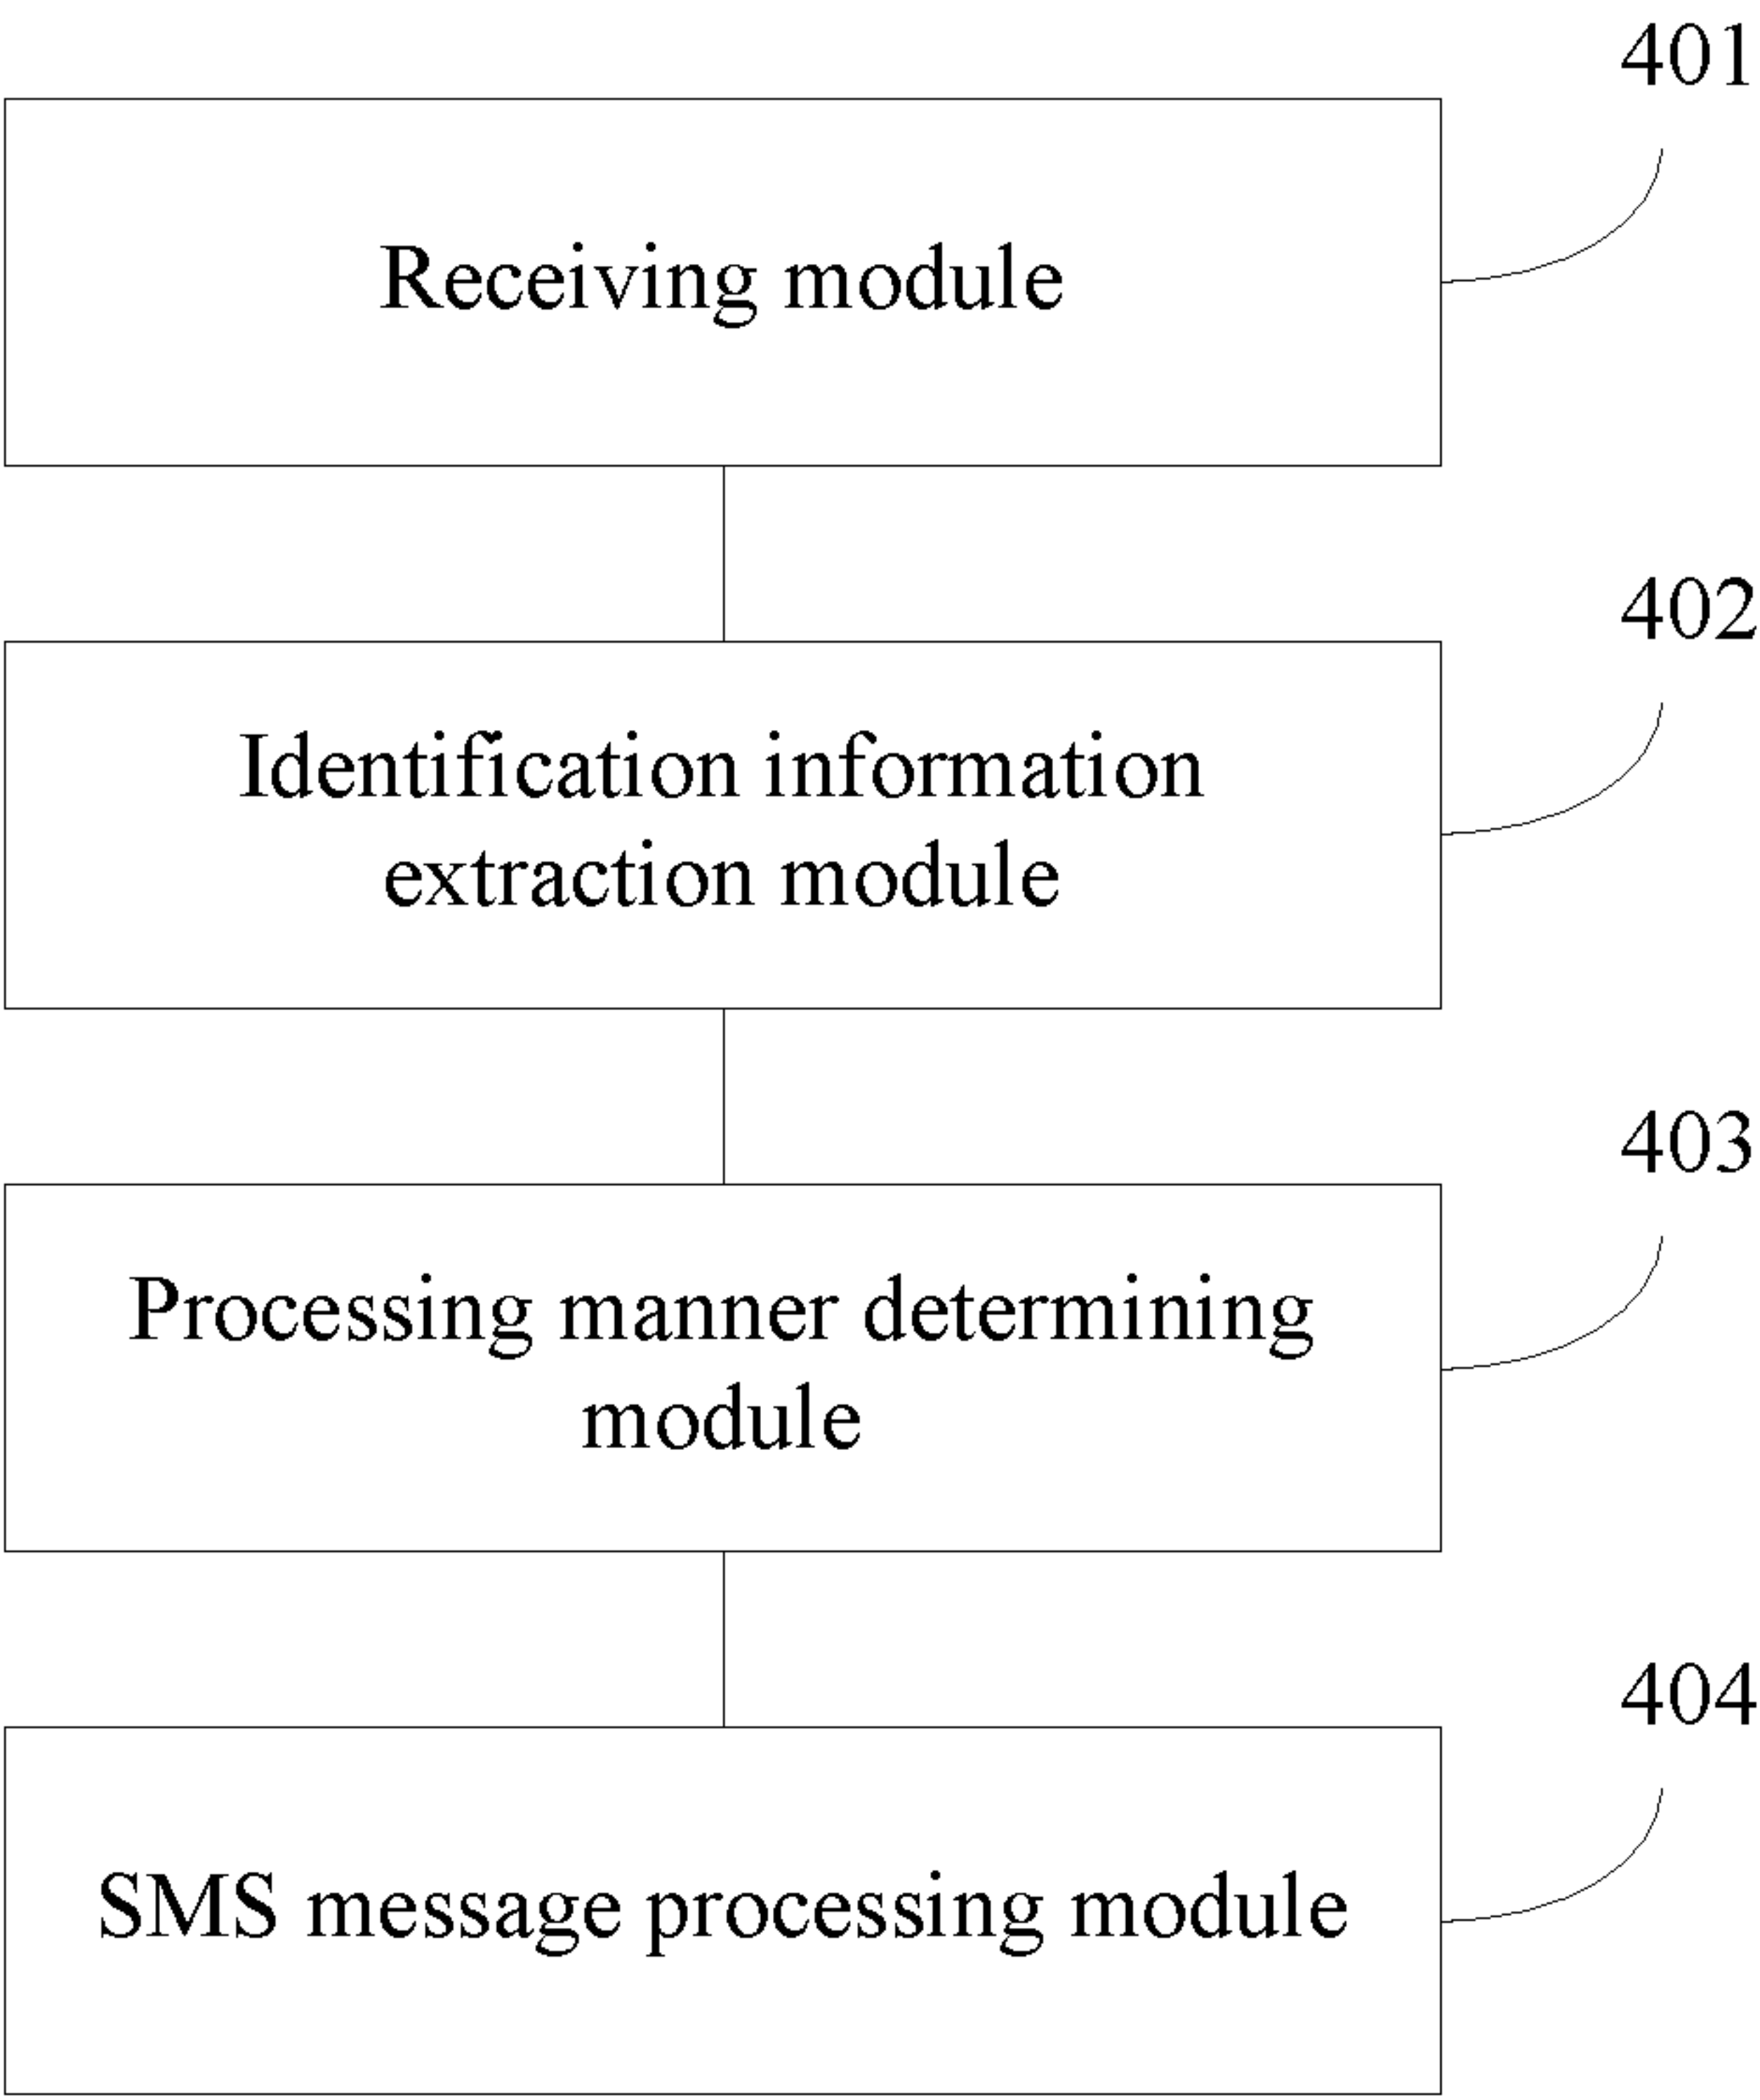 401
Receiving module
402
Identification information
extraction module
403
Processing manner determining
module
404
SMS message processing module